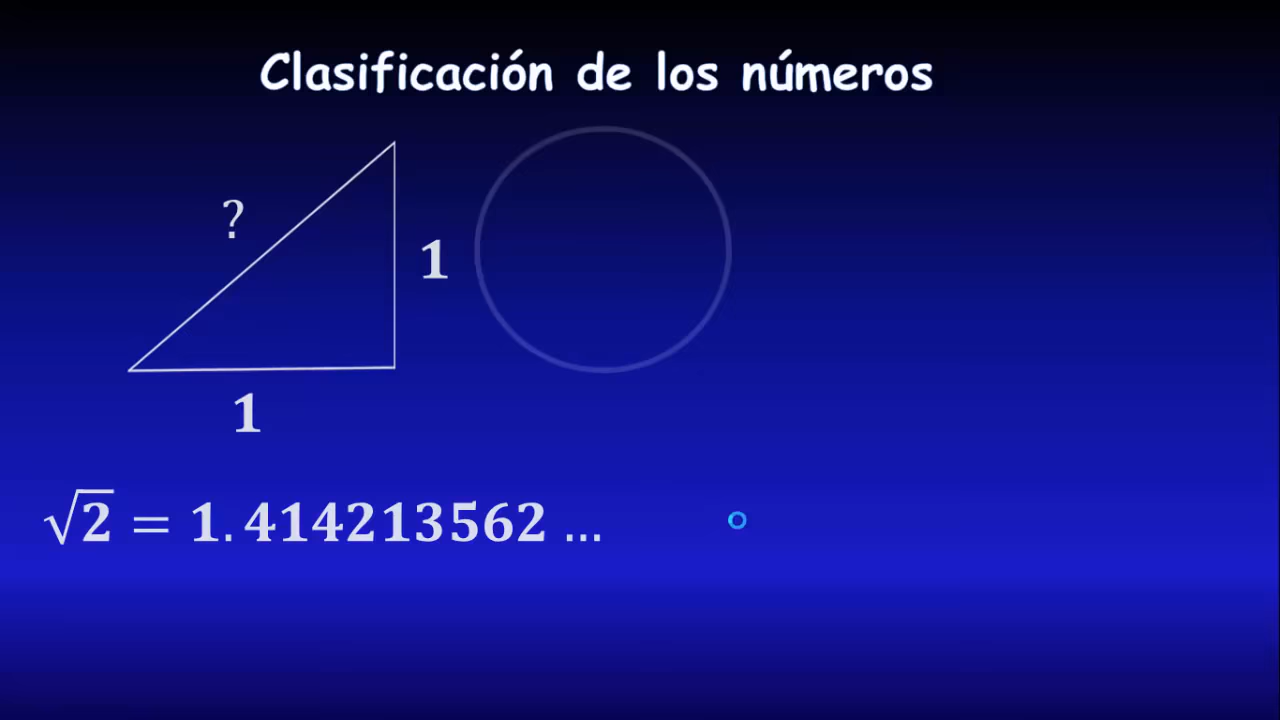 Clasificación de los números
?
1
1
√2 = 1.414213562 ...